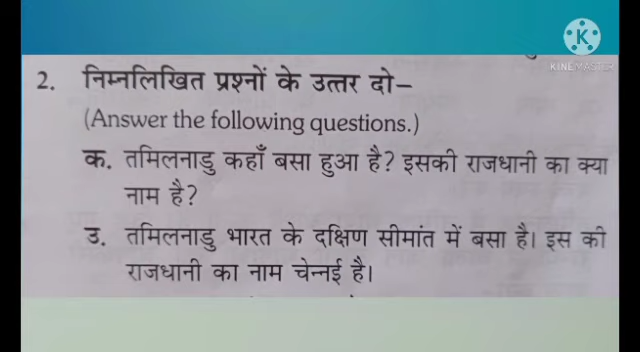 KINEMASTER
2. निम्नलिखित प्रश्नों के उत्तर दो–
(Answer the following questions.)
क. तमिलनाडु कहाँ बसा हुआ है? इसकी राजधानी का क्या
नाम है?
उ. तमिलनाडु भारत के दक्षिण सीमांत में बसा है। इस की
राजधानी का नाम चेन्नई है।